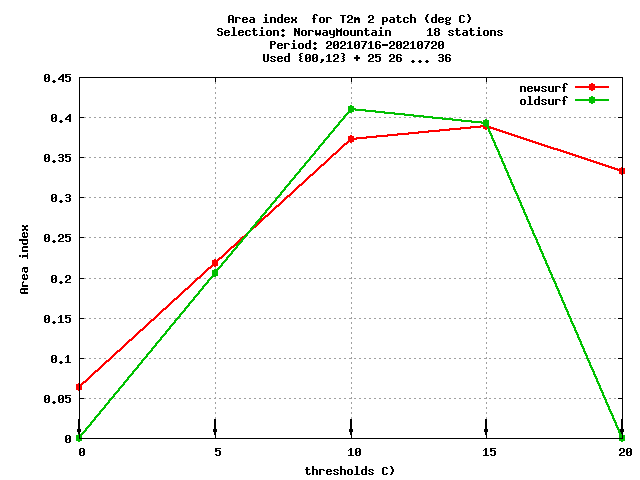 Area index  for T2m 2 patch (deg C)
Selection: NorwayMountain     18 stations
Period: 20210716-20210720
Used {00,12} + 25 26 ... 36
0.45
0.4
0.35
0.3
0.25
0.2
0.15
0.1
0.05
0
Area index
newsurf
oldsurf
0 5 10 15 20
thresholds C)